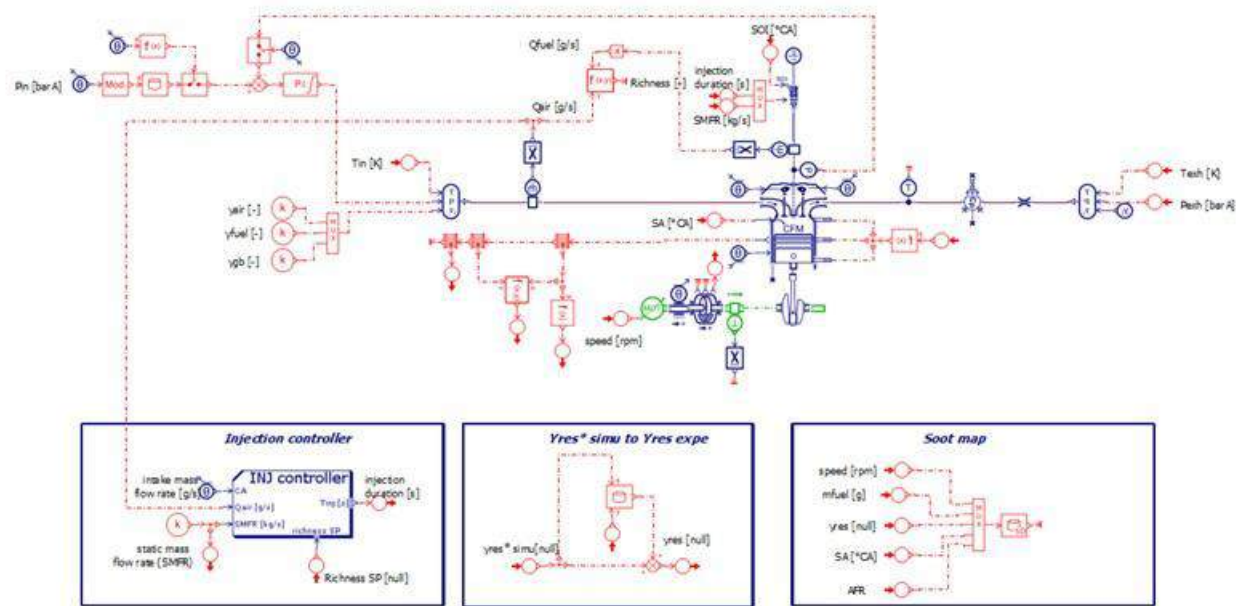 SOI [°CA]
Qfuel [g/s]
f(x)
Pin [bar A]
Mod.
PI
f(x,y)
Richness [-]
injection
duration [s]
Qair [g/s]
SMFR [kg/s]
Tin [K]
Texh [K]
T
Pexh [bar A]
yair [-]
k
SA [°CA]
CFM
yfuel [-]
k
ygb [-]
k
speed [rpm]
Injection controller
Yres* simu to Yres expe
Soot map
INJ controller
intake mass
flow rate [g/s]
CA
injection
duration [s]
Tinj [s]
Qair [g/s]
k
SMFR [kg/s]
richness SP
static mass
flow rate (SMFR)
Richness SP [null]
yres* simu[null]
yres [null]
speed [rpm]
mfuel [g]
yres [null]
SA [°CA]
AFR